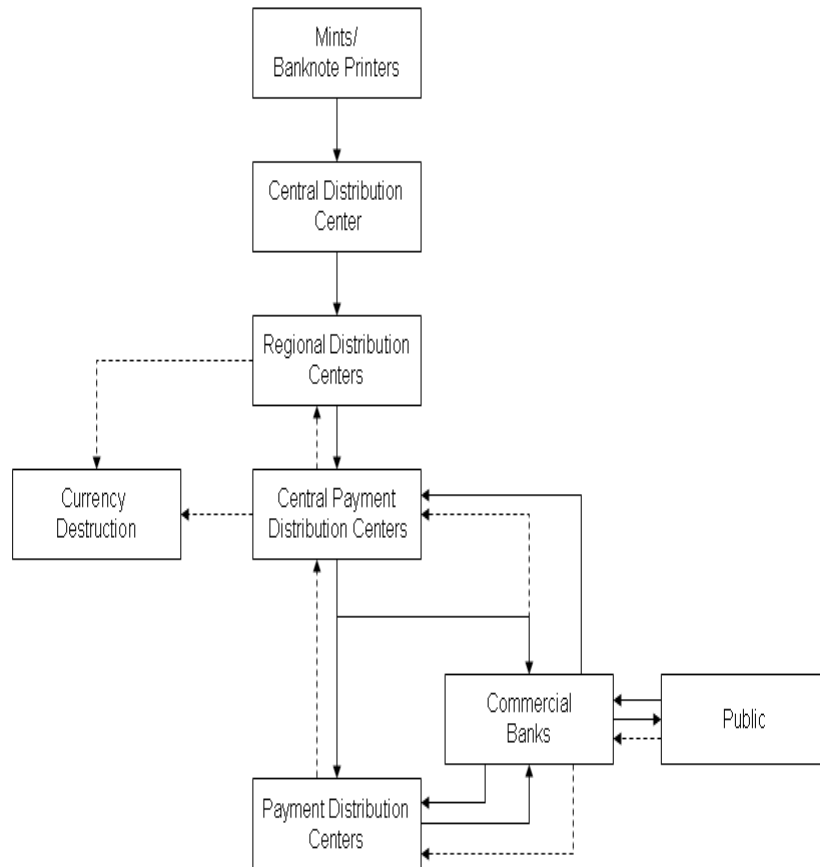 Mints/
Banknote Printers
Central Distribution
Center
Regional Distribution
Centers
Currency
Destruction
Central Payment
Distribution Centers
Commercial
Banks
Public
Payment Distribution
Centers